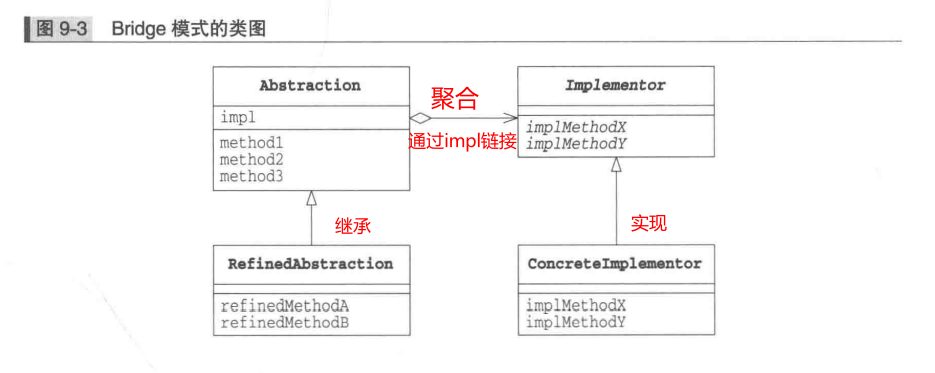 图 9-3 Bridge 模式的类图
Abstraction
impl
method1
method2
method3
聚合
通过impl链接
Implementor
implMethodX
implMethodY
继承
实现
RefinedAbstraction
refinedMethodA
refinedMethodB
ConcreteImplementor
implMethodX
implMethodY